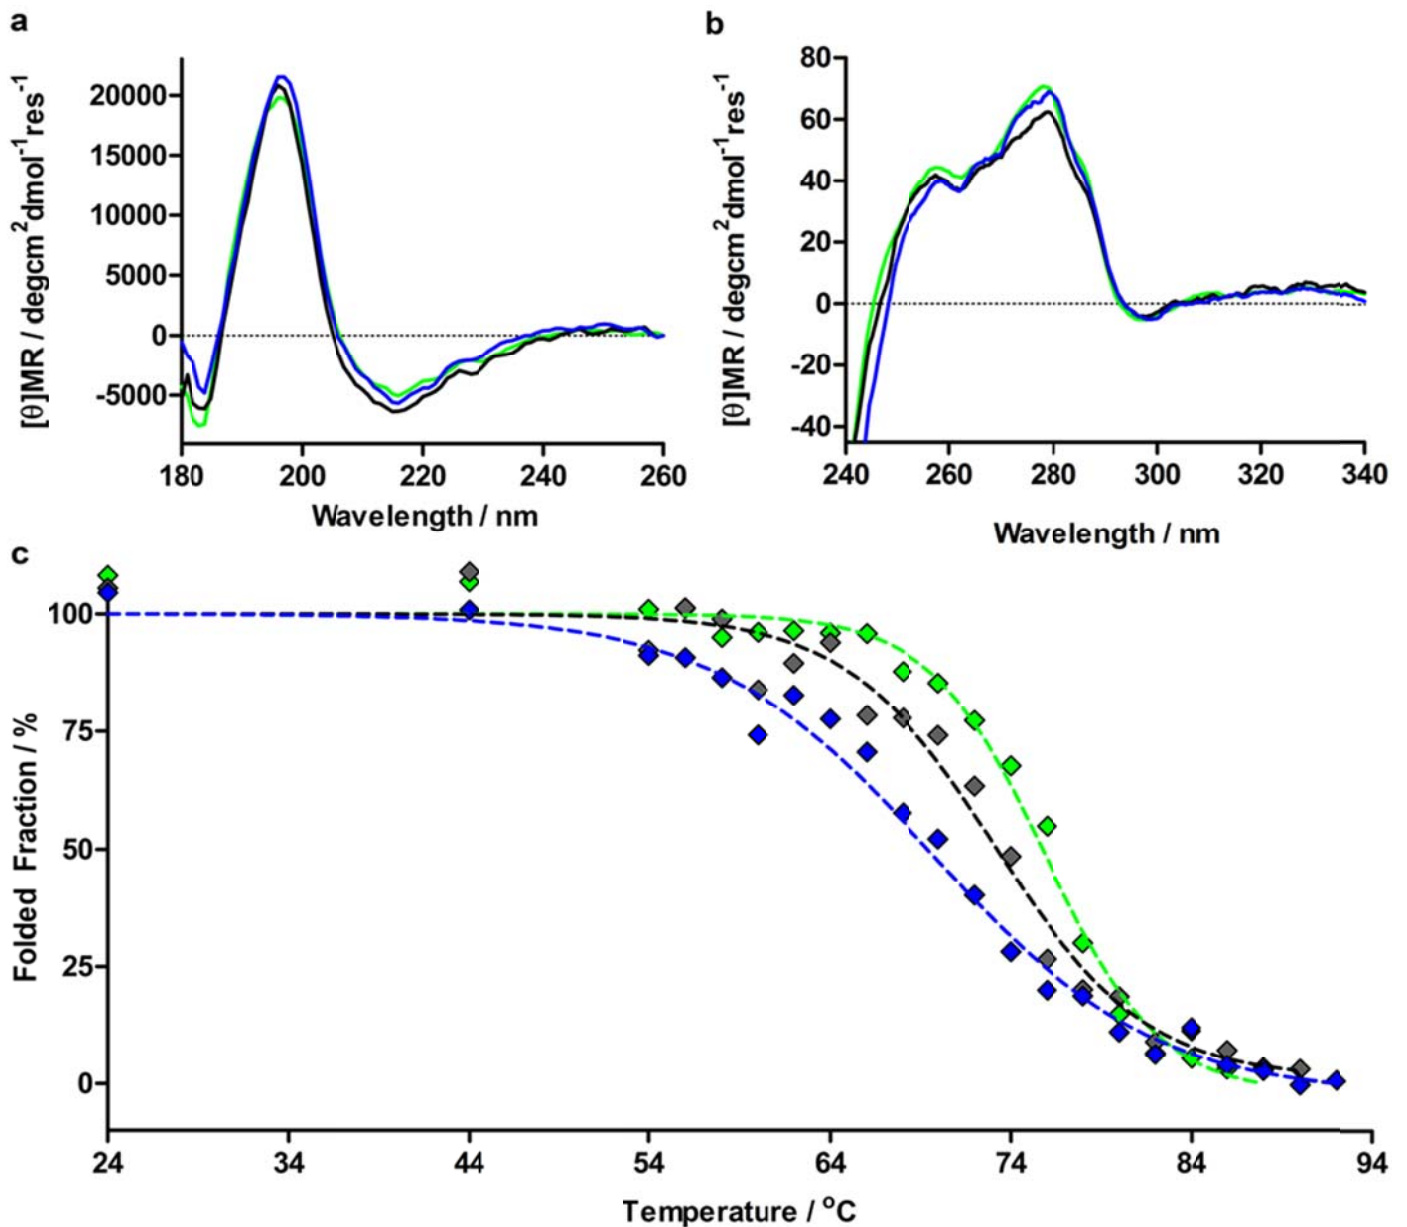 a
[θ]MR / degcm²dmol⁻¹res⁻¹
20000
15000
10000
5000
0
-5000
180 200 220 240 260
Wavelength / nm
b
[θ]MR / degcm²dmol⁻¹res⁻¹
80
60
40
20
0
-20
-40
240 260 280 300 320 340
Wavelength / nm
c
Folded Fraction / %
100
75
50
25
0
24 34 44 54 64 74 84 94
Temperature / ⁰C